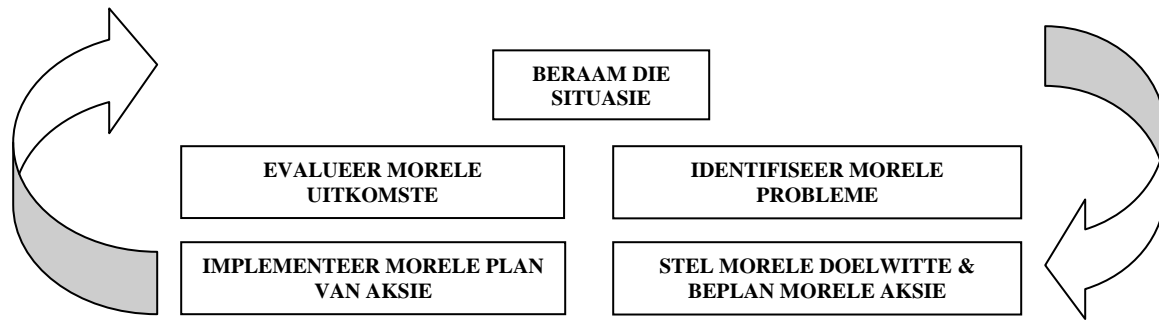 BERAAM DIE
SITUASIE
EVALUEER MORELE
UITKOMSTE
IDENTIFISEER MORELE
PROBLEME
IMPLEMENTEER MORELE PLAN
VAN AKSIE
STEL MORELE DOELWITTE &
BEPLAN MORELE AKSIE